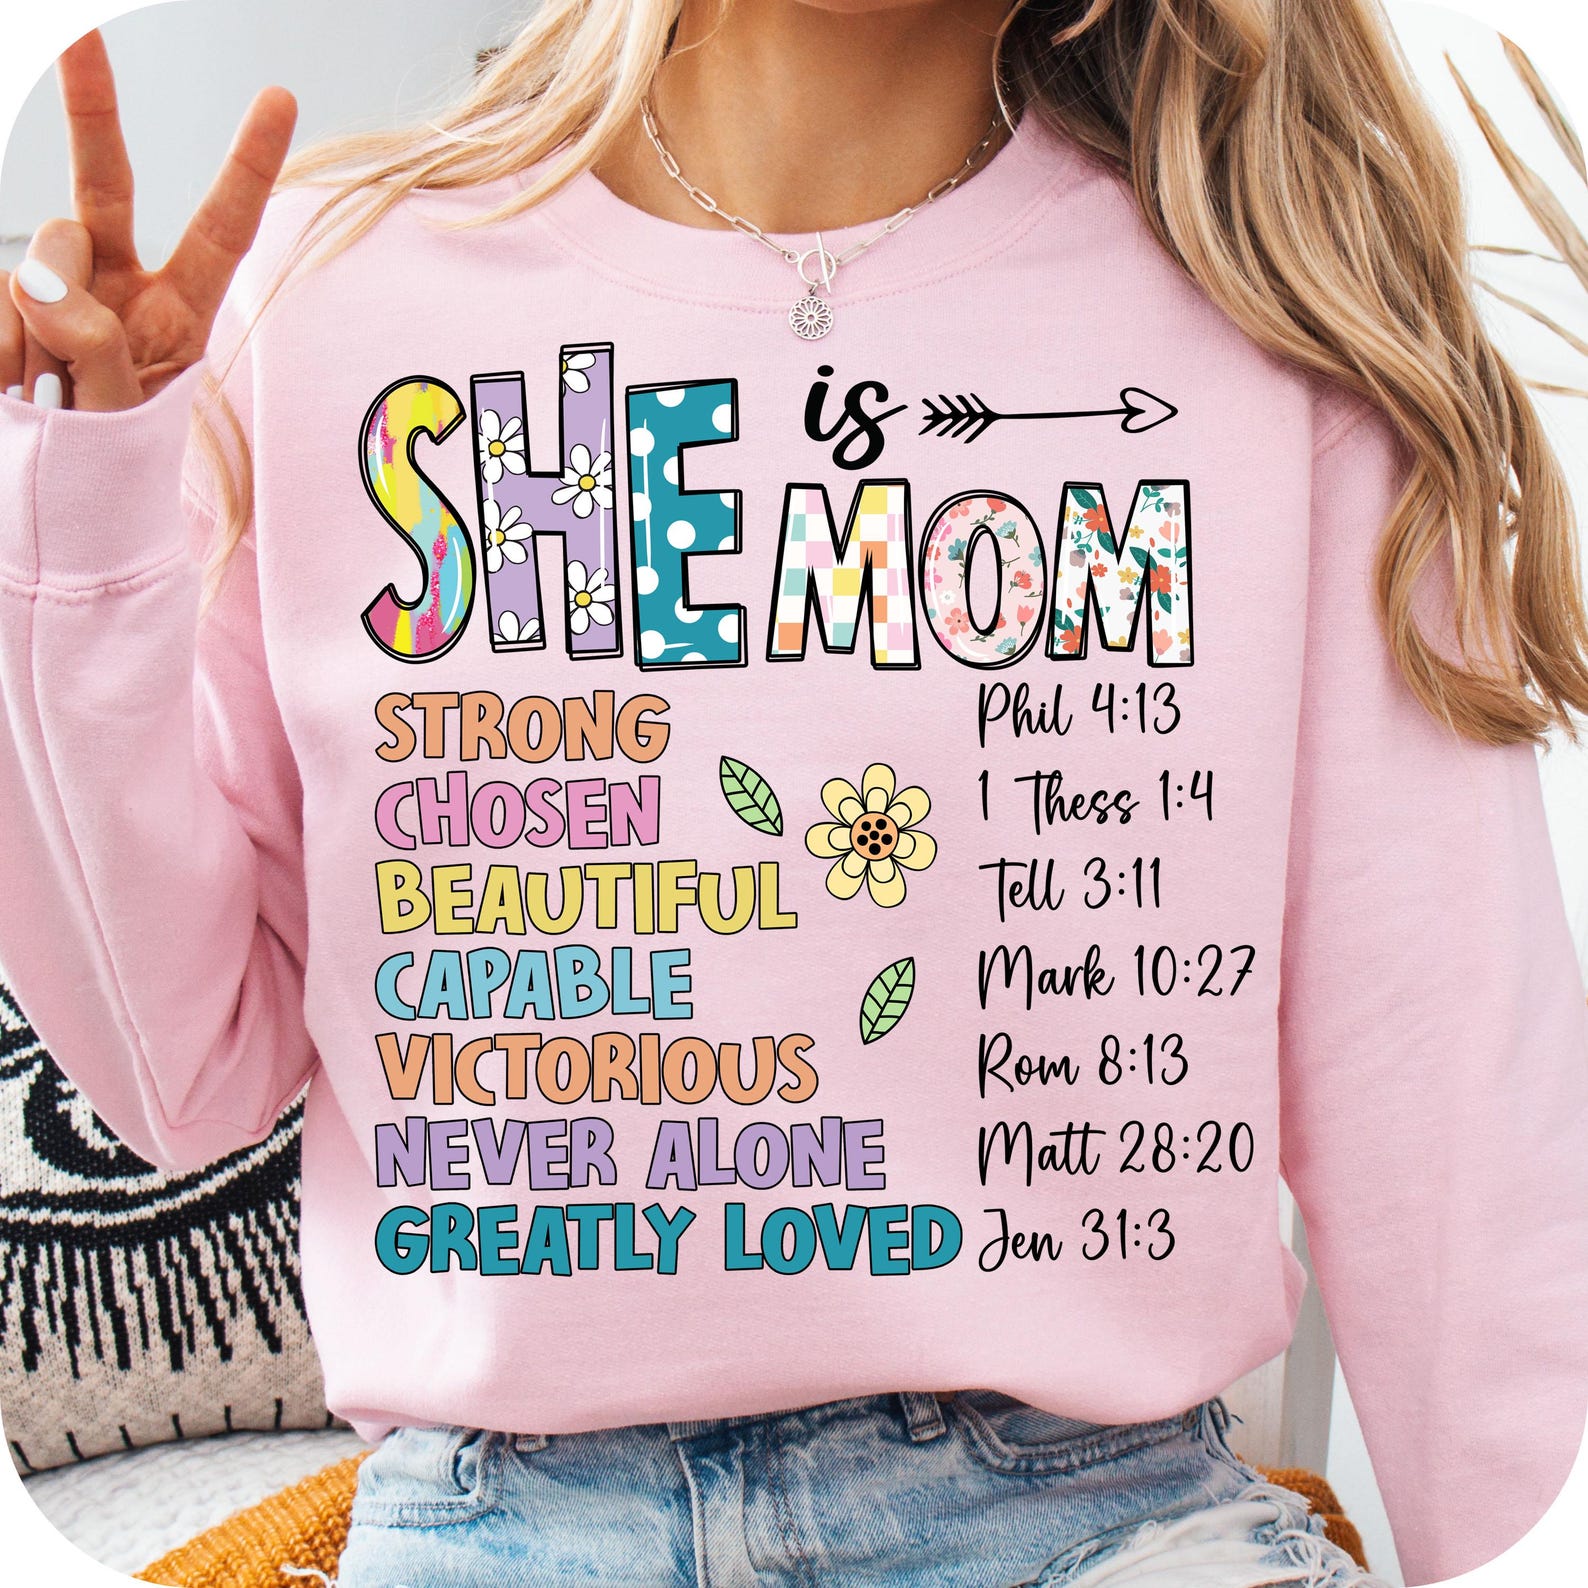 SHE is MOM
STRONG Phil 4:13
CHOSEN 1 Thess 1:4
BEAUTIFUL Tell 3:11
CAPABLE Mark 10:27
VICTORIOUS Rom 8:13
NEVER ALONE Matt 28:20
GREATLY LOVED Jen 31:3